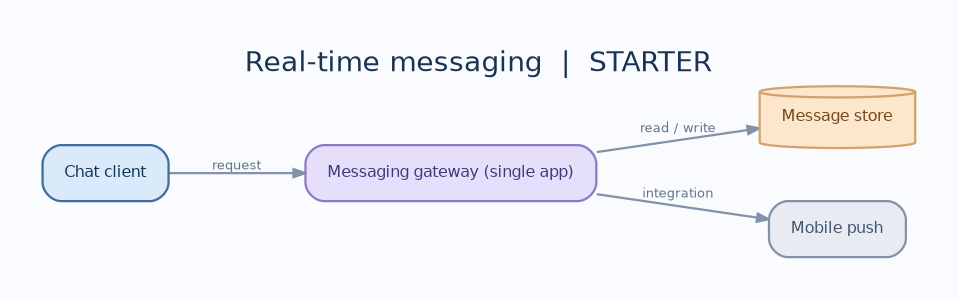 Real-time messaging | STARTER
Chat client
request
Messaging gateway (single app)
read / write
Message store
integration
Mobile push